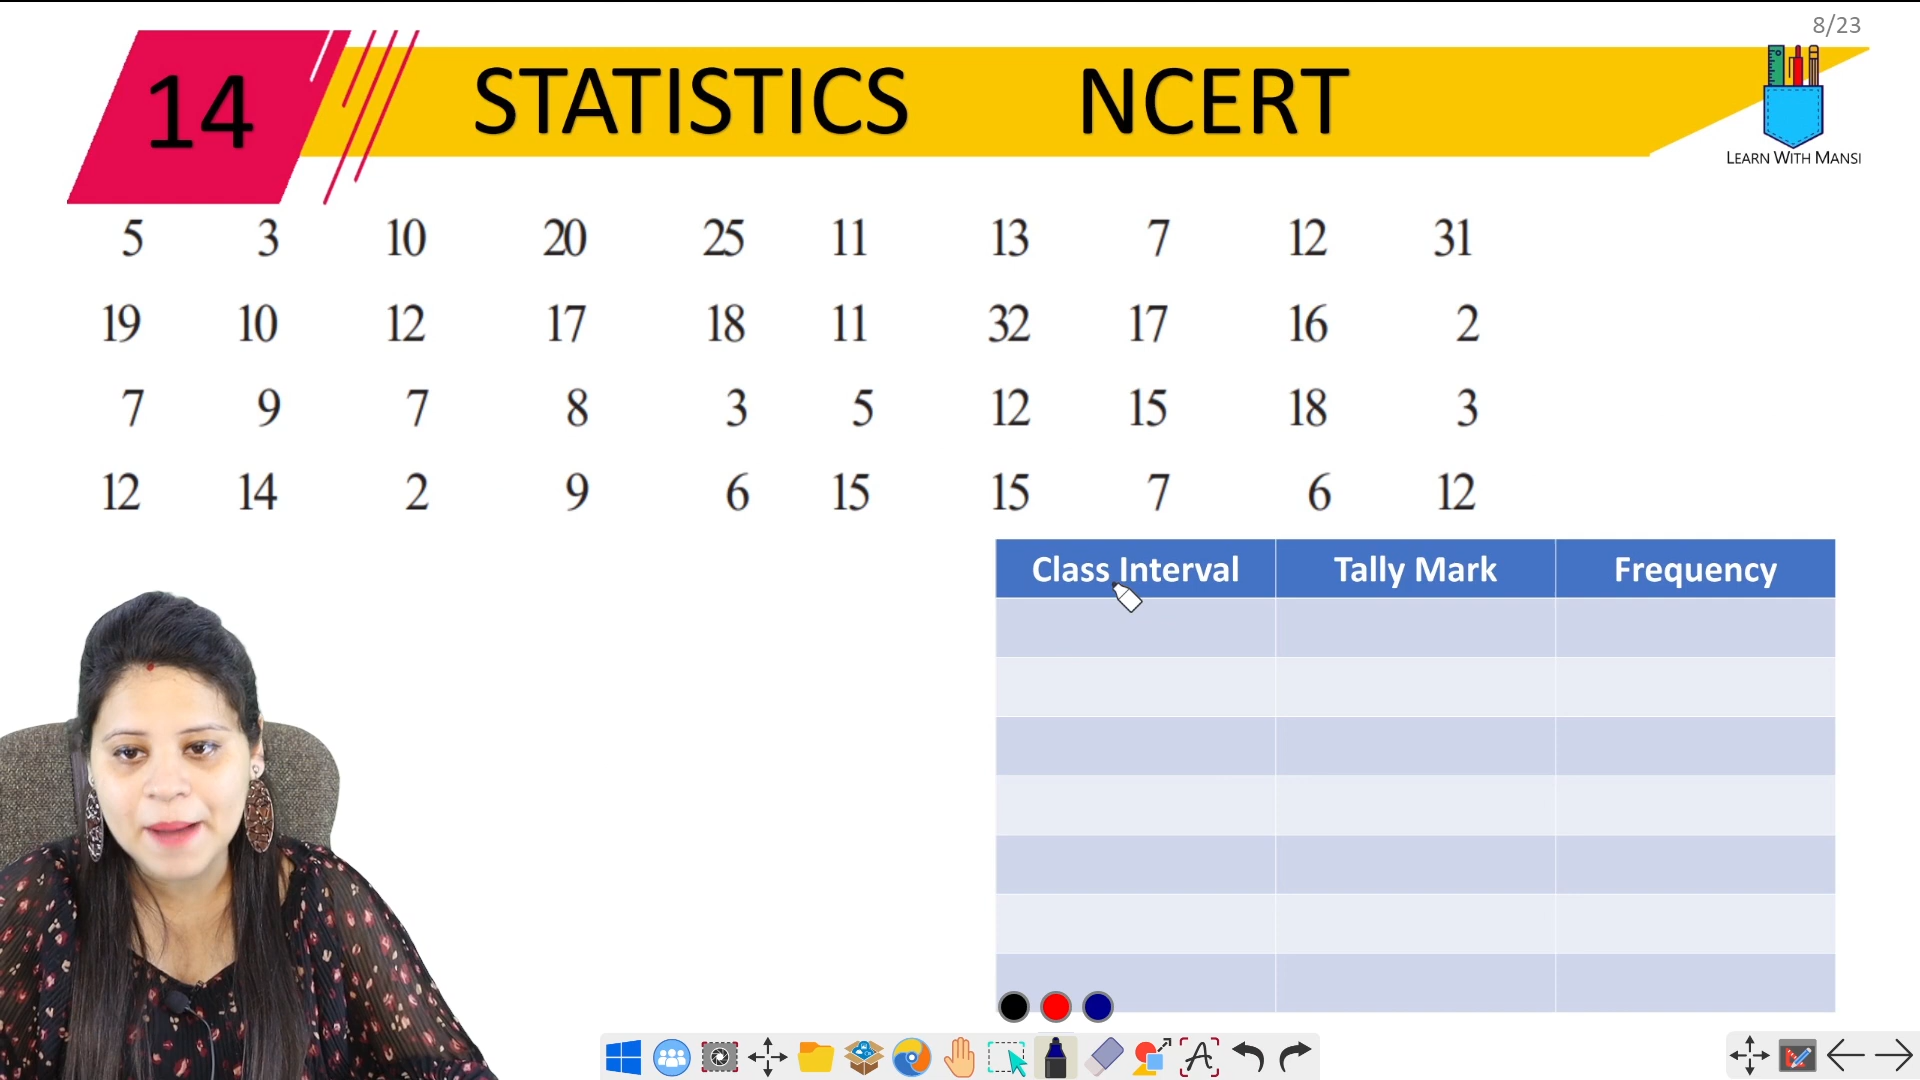 8/23
14 STATISTICS NCERT
LEARN WITH MANSI
5 3 10 20 25 11 13 7 12 31
19 10 12 17 18 11 32 17 16 2
7 9 7 8 3 5 12 15 18 3
12 14 2 9 6 15 15 7 6 12
Class Interval Tally Mark Frequency